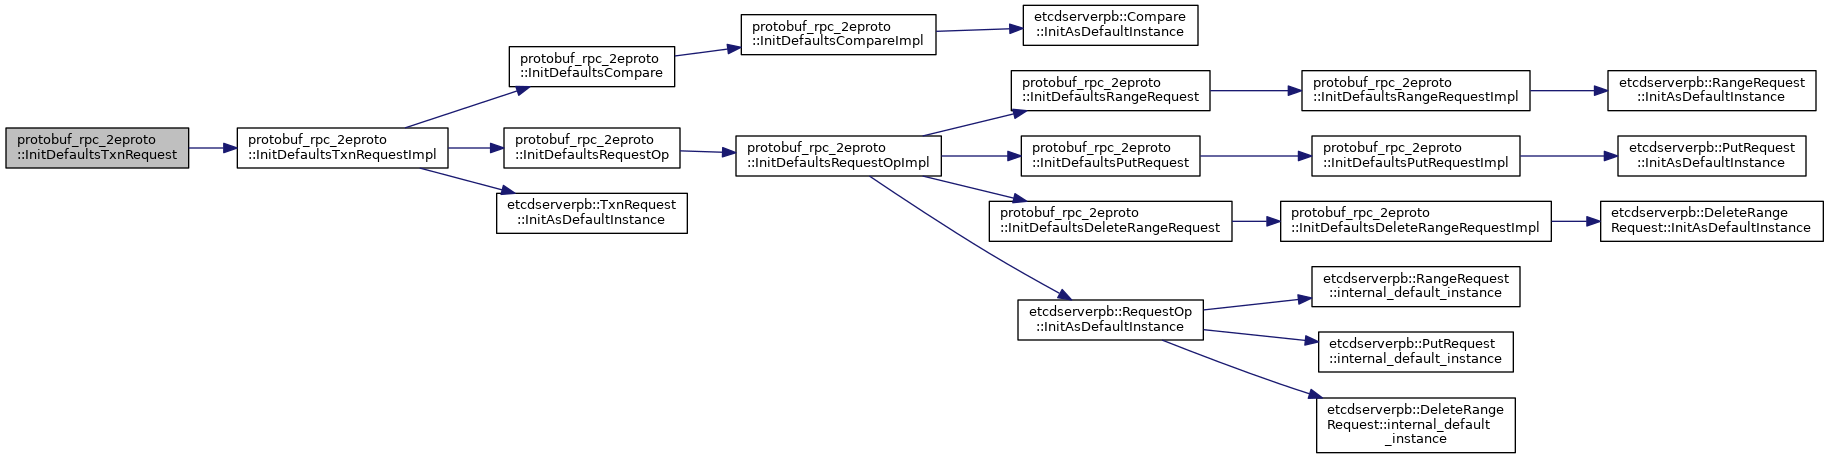 protobuf_rpc_2eproto
::InitDefaultsTxnRequest
protobuf_rpc_2eproto
::InitDefaultsTxnRequestImpl
protobuf_rpc_2eproto
::InitDefaultsCompare
protobuf_rpc_2eproto
::InitDefaultsCompareImpl
etcdserverpb::Compare
::InitAsDefaultInstance
protobuf_rpc_2eproto
::InitDefaultsRequestOp
protobuf_rpc_2eproto
::InitDefaultsRequestOpImpl
protobuf_rpc_2eproto
::InitDefaultsRangeRequest
protobuf_rpc_2eproto
::InitDefaultsRangeRequestImpl
etcdserverpb::RangeRequest
::InitAsDefaultInstance
protobuf_rpc_2eproto
::InitDefaultsPutRequest
protobuf_rpc_2eproto
::InitDefaultsPutRequestImpl
etcdserverpb::PutRequest
::InitAsDefaultInstance
protobuf_rpc_2eproto
::InitDefaultsDeleteRangeRequest
protobuf_rpc_2eproto
::InitDefaultsDeleteRangeRequestImpl
etcdserverpb::DeleteRange
Request::InitAsDefaultInstance
etcdserverpb::RequestOp
::InitAsDefaultInstance
etcdserverpb::RangeRequest
::internal_default_instance
etcdserverpb::PutRequest
::internal_default_instance
etcdserverpb::DeleteRange
Request::internal_default
_instance
etcdserverpb::TxnRequest
::InitAsDefaultInstance